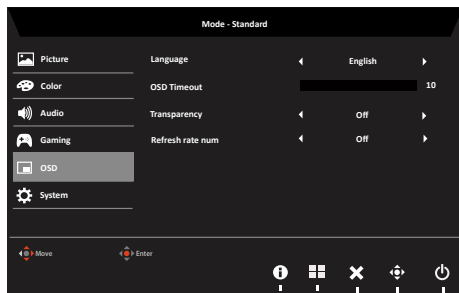 Mode - Standard
Picture
Language
English
Color
OSD Timeout
10
Audio
Transparency
Off
Gaming
Refresh rate num
Off
OSD
System
Move
Enter